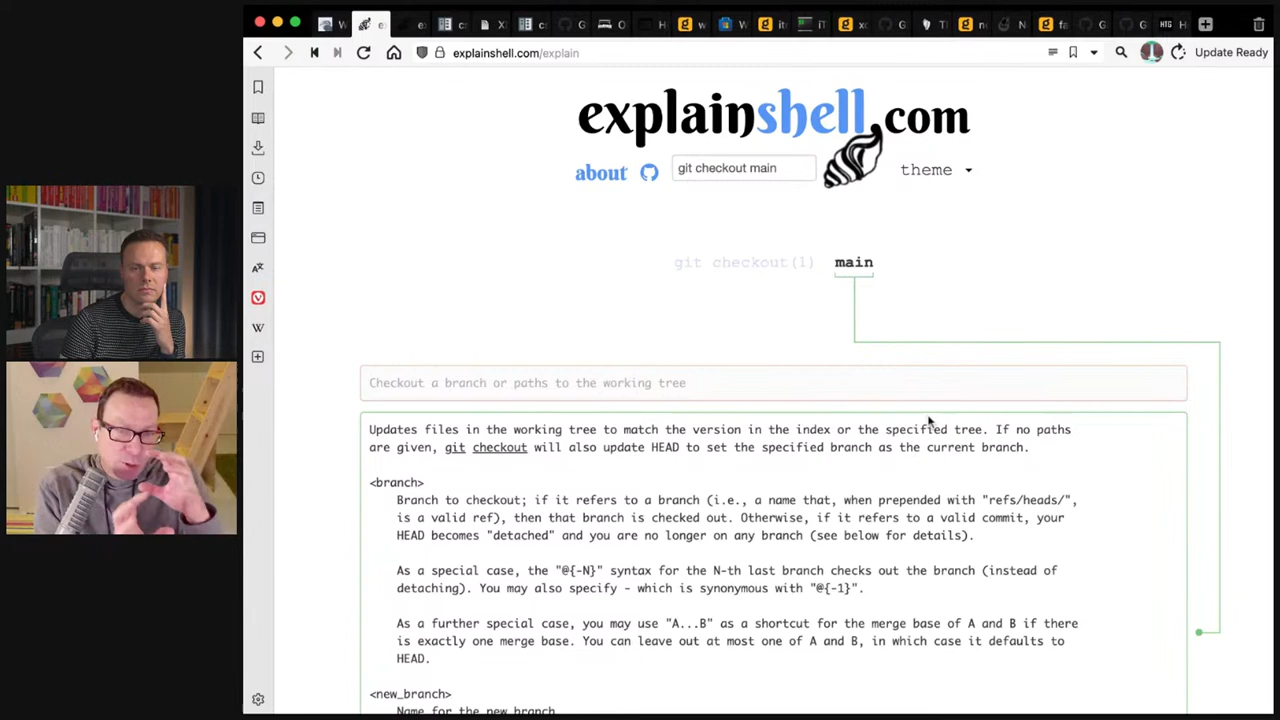 explainshell.com/explain
Update Ready
explainshell.com
about
git checkout main
theme
git checkout(1) main
Checkout a branch or paths to the working tree
Updates files in the working tree to match the version in the index or the specified tree. If no paths
are given, git checkout will also update HEAD to set the specified branch as the current branch.
<branch>
Branch to checkout; if it refers to a branch (i.e., a name that, when prepended with "refs/heads/",
is a valid ref), then that branch is checked out. Otherwise, if it refers to a valid commit, your
HEAD becomes "detached" and you are no longer on any branch (see below for details).
As a special case, the "@{-N}" syntax for the N-th last branch checks out the branch (instead of
detaching). You may also specify - which is synonymous with "@{-1}".
As a further special case, you may use "A...B" as a shortcut for the merge base of A and B if there
is exactly one merge base. You can leave out at most one of A and B, in which case it defaults to
HEAD.
<new_branch>
Name for the new branch